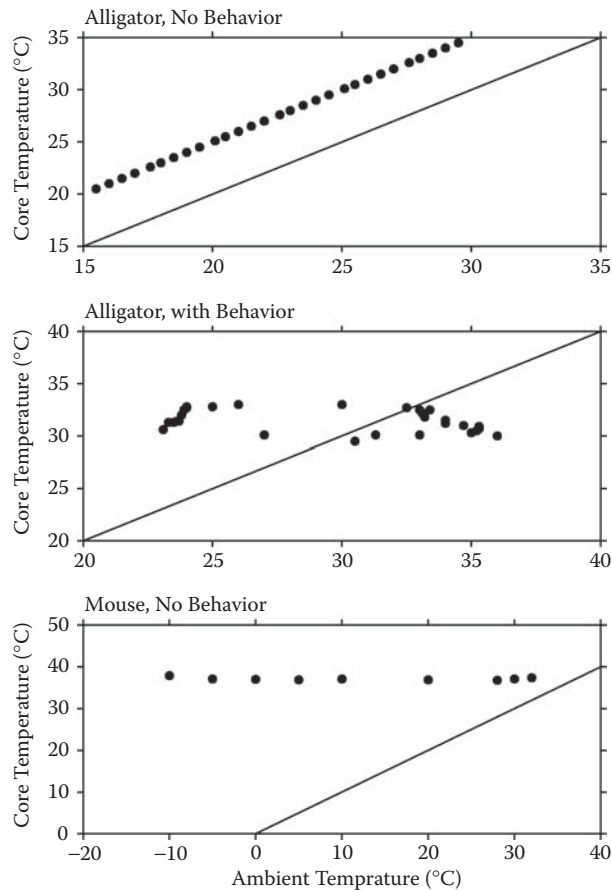 Alligator, No Behavior
Core Temperature (°C)
35
30
25
20
15
15 20 25 30 35
Alligator, with Behavior
Core Temperature (°C)
40
35
30
25
20
20 25 30 35 40
Mouse, No Behavior
Core Temperature (°C)
50
40
30
20
10
0
−20 −10 0 10 20 30 40
Ambient Temprature (°C)